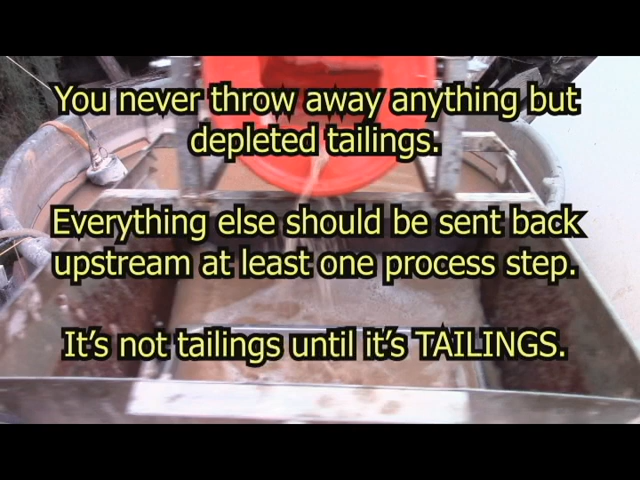 You never throw away anything but
depleted tailings.
Everything else should be sent back
upstream at least one process step.
It's not tailings until it's TAILINGS.